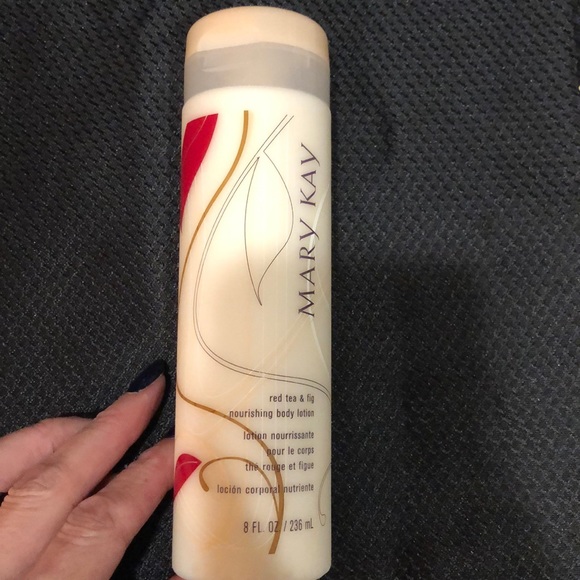 MARY KAY
red tea & fig
nourishing body lotion
lotion nourrissante
pour le corps
thé rouge et figue
loción corporal nutriente
8 FL. OZ. / 236 mL